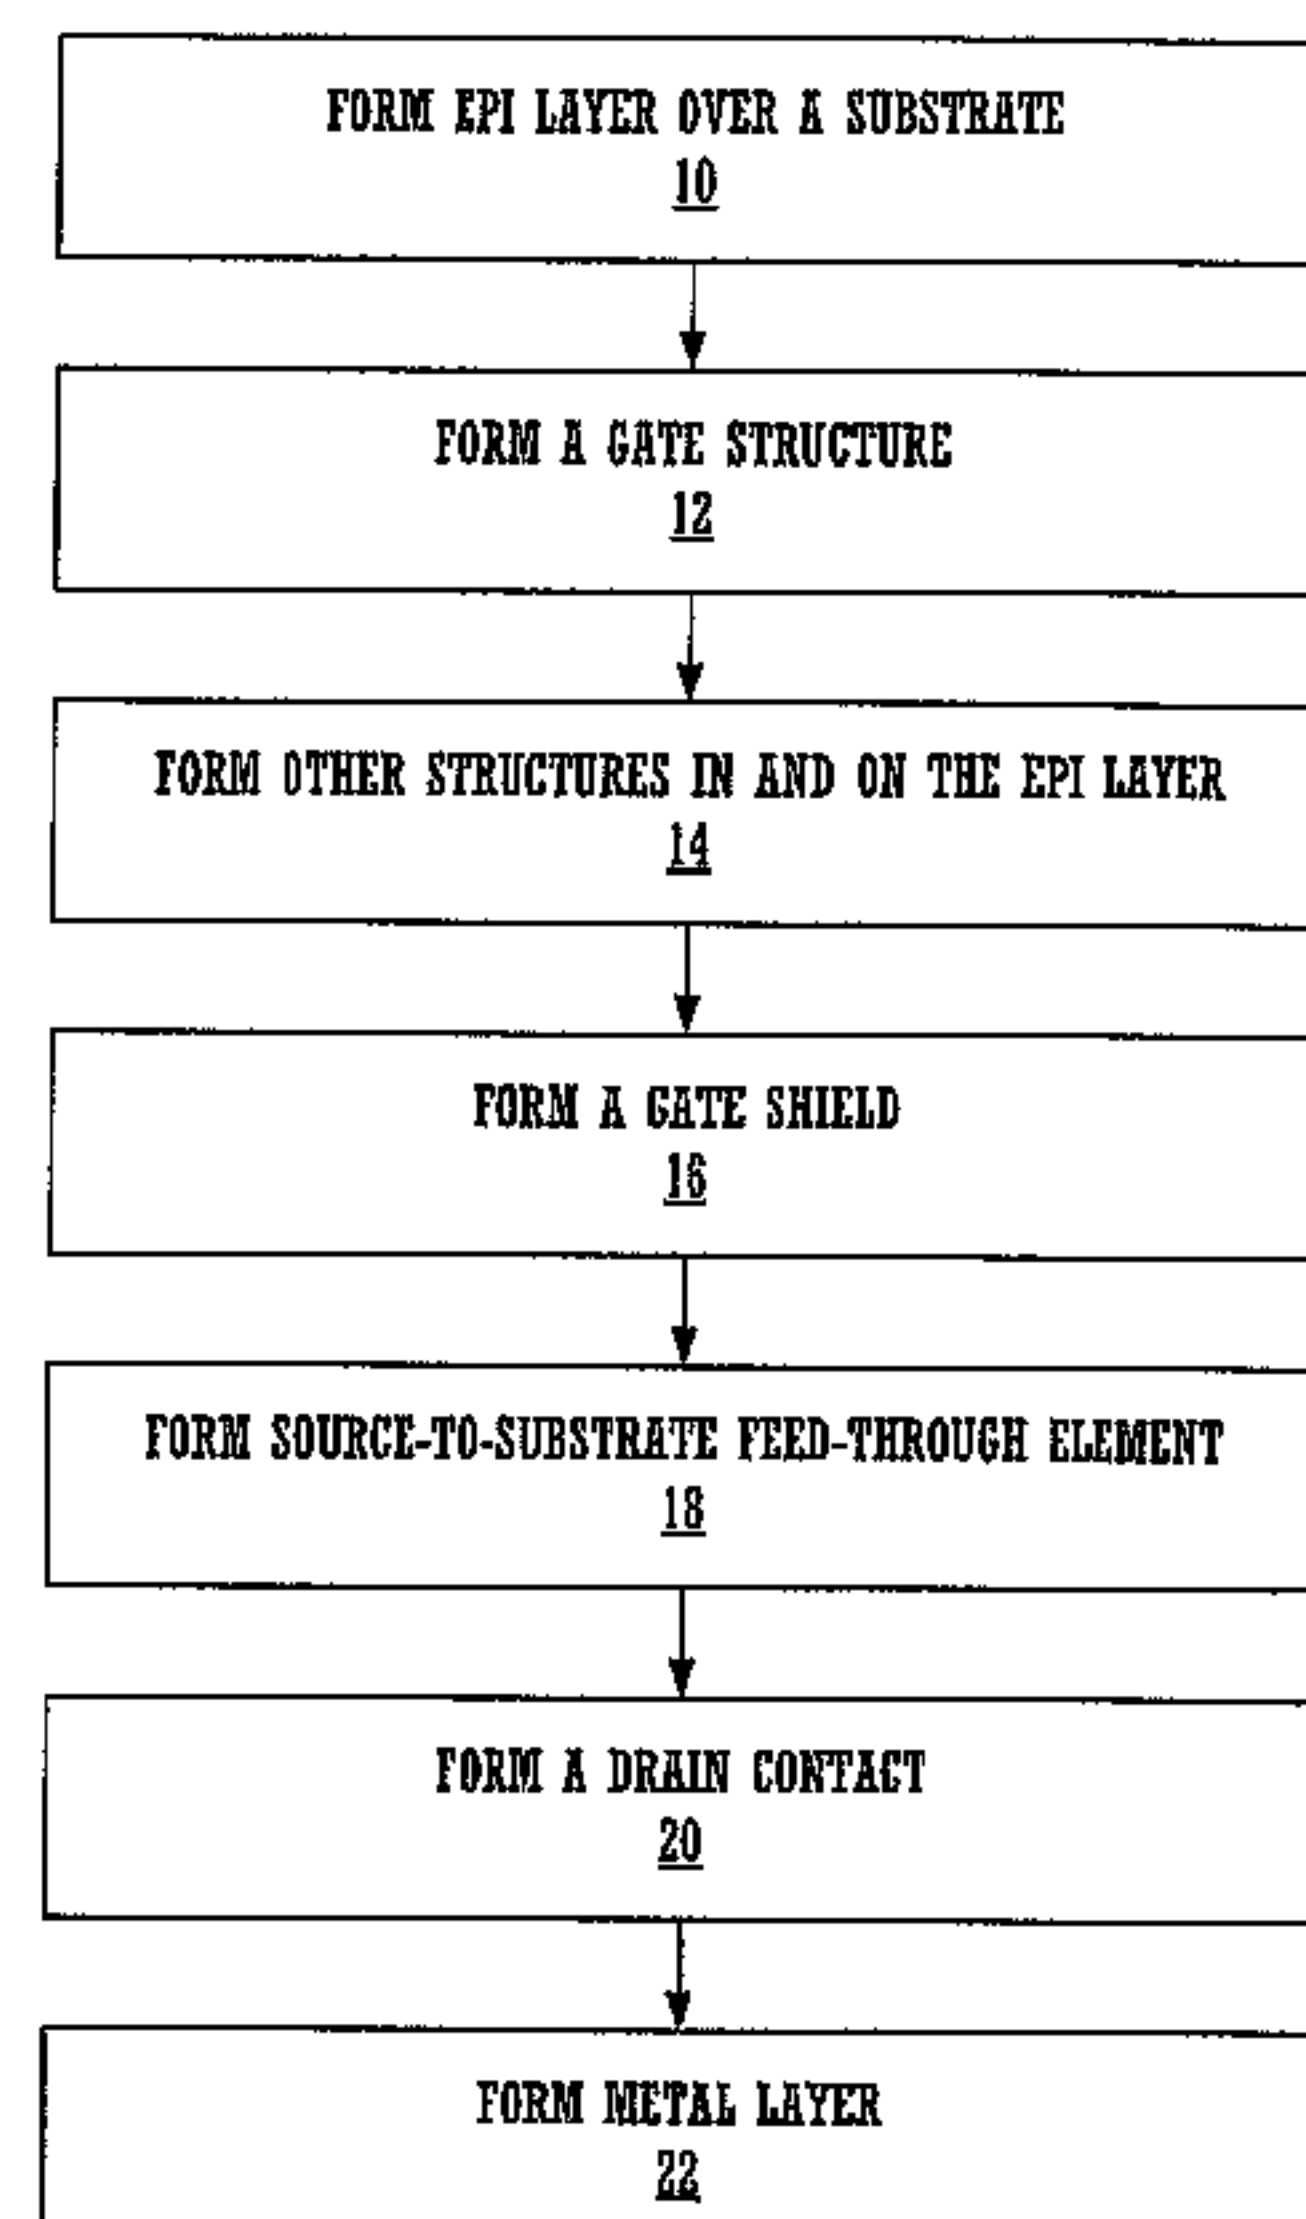 FORM EPI LAYER OVER A SUBSTRATE
10
FORM A GATE STRUCTURE
12
FORM OTHER STRUCTURES IN AND ON THE EPI LAYER
14
FORM A GATE SHIELD
16
FORM SOURCE-TO-SUBSTRATE FEED-THROUGH ELEMENT
18
FORM A DRAIN CONTACT
20
FORM METAL LAYER
22